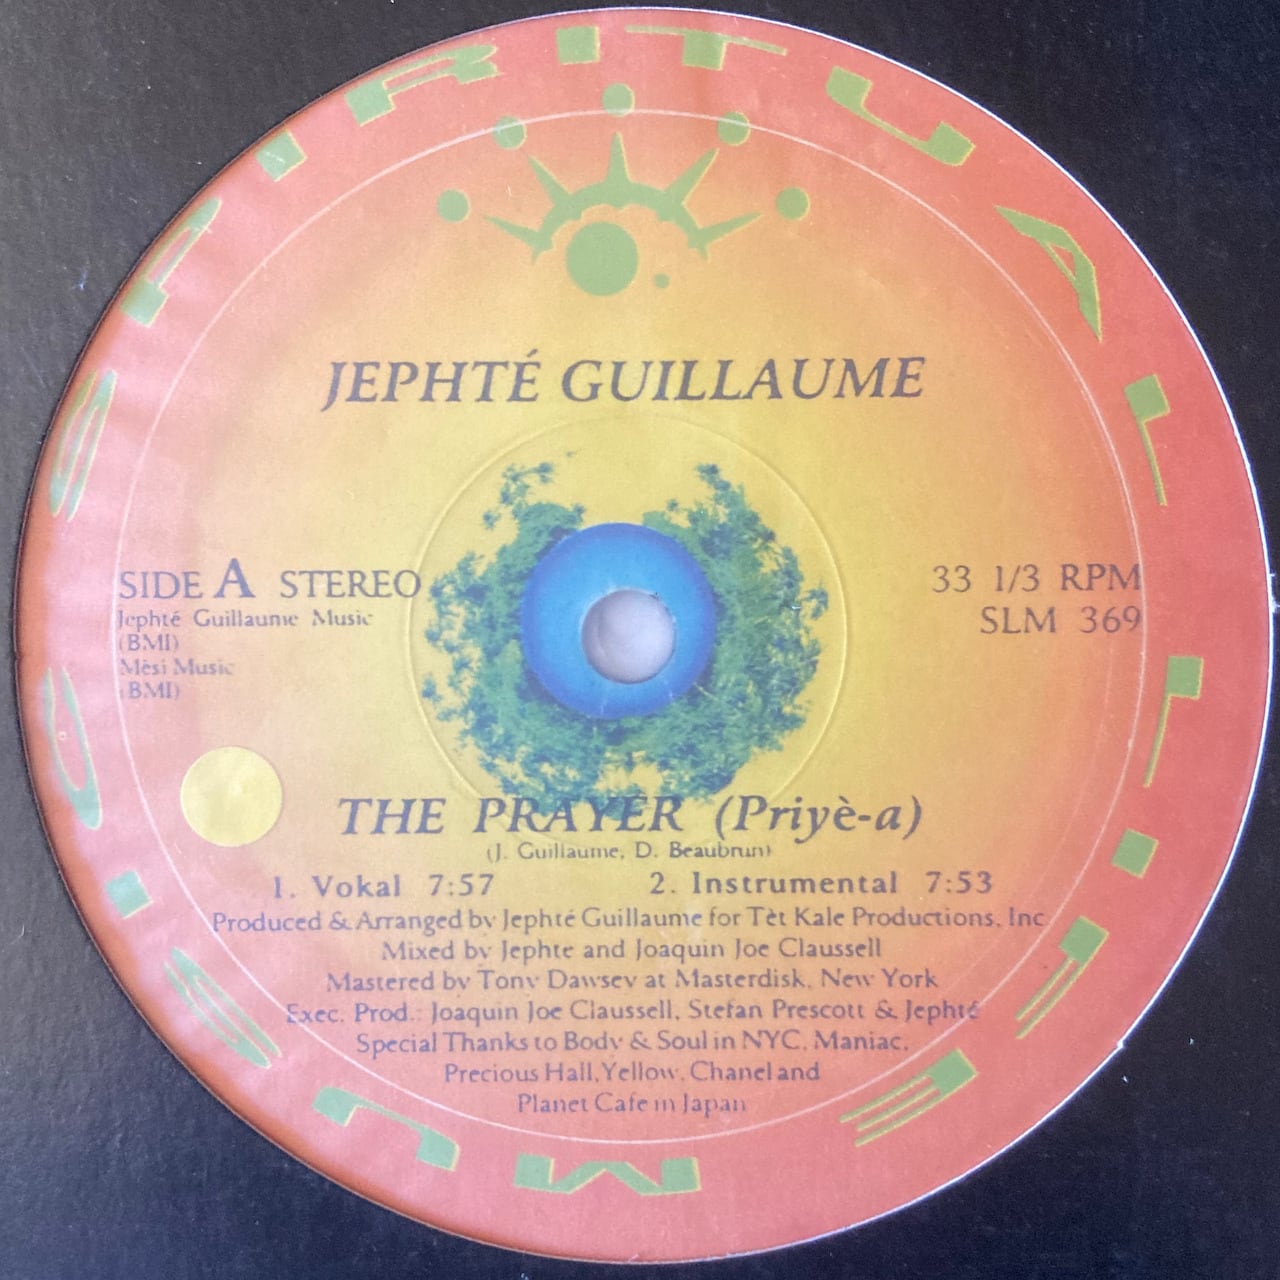 SPIRITUAL LIFE MUSIC
JEPHTÉ GUILLAUME
SIDE A STEREO
Jephté Guillaume Music
(BMI)
Mèsi Music
(BMI)
33 1/3 RPM
SLM 369
THE PRAYER (Priyè-a)
(J. Guillaume, D. Beaubrun)
1. Vokal 7:57 2. Instrumental 7:53
Produced & Arranged by Jephté Guillaume for Tèt Kale Productions, Inc
Mixed by Jephte and Joaquin Joe Claussell
Mastered by Tony Dawsey at Masterdisk, New York
Exec. Prod.: Joaquin Joe Claussell, Stefan Prescott & Jephté
Special Thanks to Body & Soul in NYC, Maniac,
Precious Hall, Yellow, Chanel and
Planet Cafe in Japan